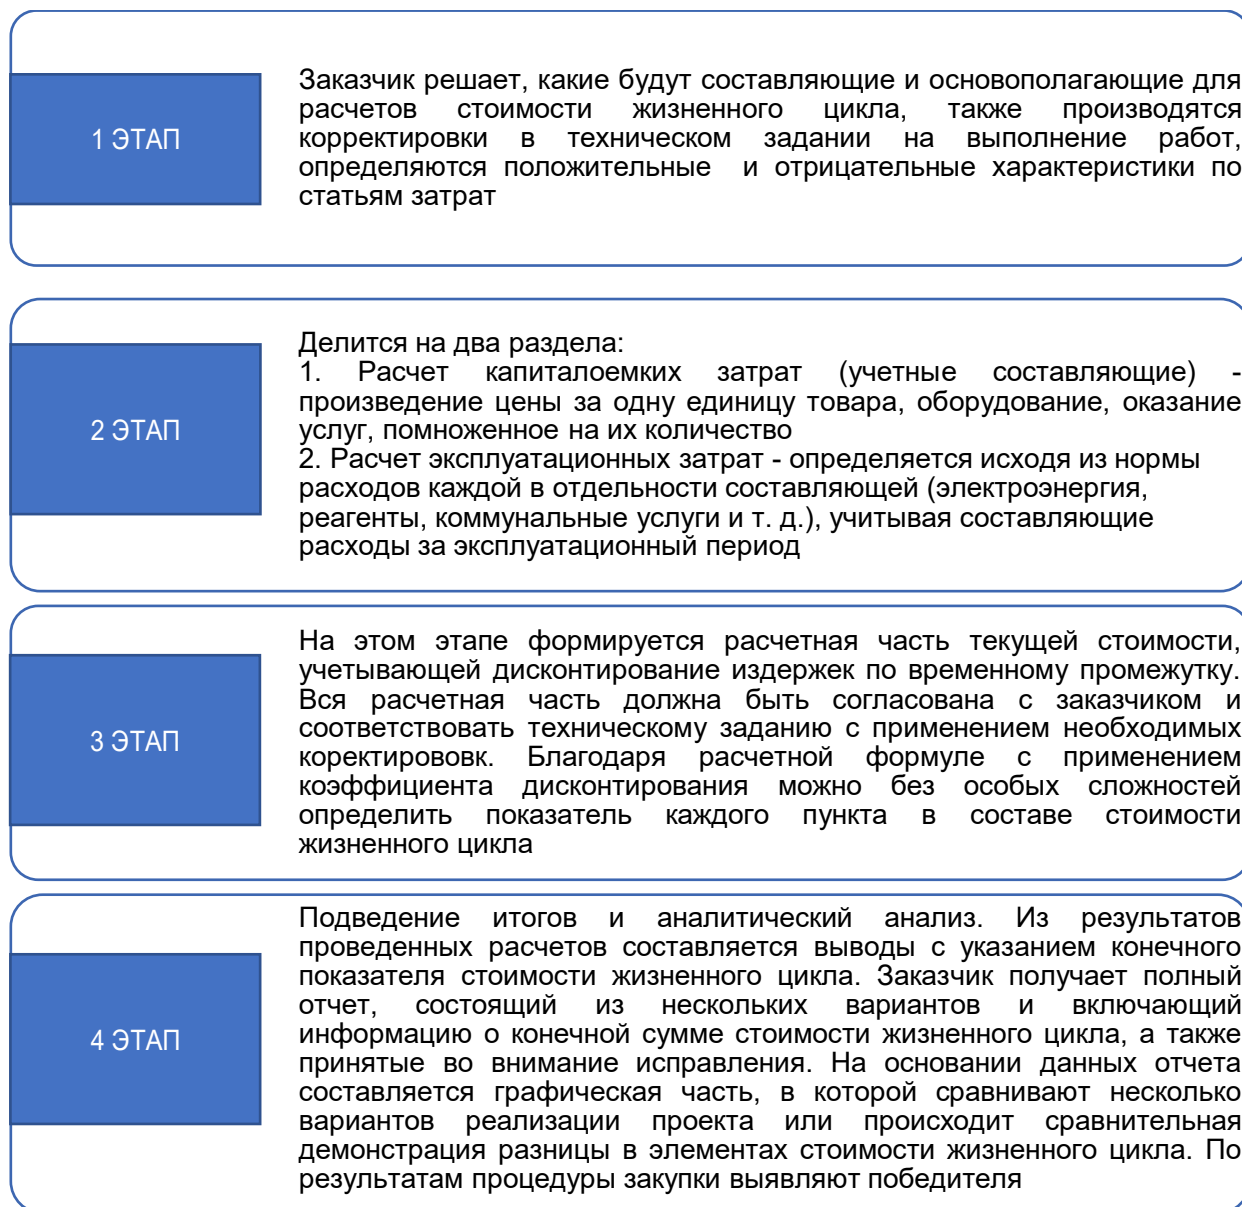 1 ЭТАП
Заказчик решает, какие будут составляющие и основополагающие для
расчетов стоимости жизненного цикла, также производятся
корректировки в техническом задании на выполнение работ,
определяются положительные и отрицательные характеристики по
статьям затрат
2 ЭТАП
Делится на два раздела:
1. Расчет капиталоемких затрат (учетные составляющие) -
произведение цены за одну единицу товара, оборудование, оказание
услуг, помноженное на их количество
2. Расчет эксплуатационных затрат - определяется исходя из нормы
расходов каждой в отдельности составляющей (электроэнергия,
реагенты, коммунальные услуги и т. д.), учитывая составляющие
расходы за эксплуатационный период
3 ЭТАП
На этом этапе формируется расчетная часть текущей стоимости,
учетывающей дисконтирование издержек по временному промежутку.
Вся расчетная часть должна быть согласована с заказчиком и
соответствовать техническому заданию с применением необходимых
коректирововк. Благодаря расчетной формуле с применением
коэффициента дисконтирования можно без особых сложностей
определить показатель каждого пункта в составе стоимости
жизненного цикла
4 ЭТАП
Подведение итогов и аналитический анализ. Из результатов
проведенных расчетов составляется выводы с указанием конечного
показателя стоимости жизненного цикла. Заказчик получает полный
отчет, состоящий из нескольких вариантов и включающий
информацию о конечной сумме стоимости жизненного цикла, а также
принятые во внимание исправления. На основании данных отчета
составляется графическая часть, в которой сравнивают несколько
вариантов реализации проекта или происходит сравнительная
демонстрация разницы в элементах стоимости жизненного цикла. По
результатам процедуры закупки выявляют победителя